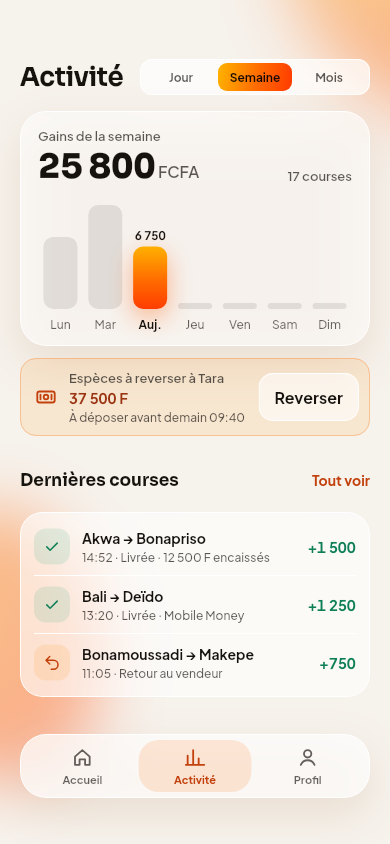 Activité
Jour Semaine Mois
Gains de la semaine
25 800 FCFA
17 courses
6 750
Lun Mar Auj. Jeu Ven Sam Dim
Espèces à reverser à Tara
37 500 F
À déposer avant demain 09:40
Reverser
Dernières courses
Tout voir
Akwa → Bonapriso
14:52 · Livrée · 12 500 F encaissés
+1 500
Bali → Deïdo
13:20 · Livrée · Mobile Money
+1 250
Bonamoussadi → Makepe
11:05 · Retour au vendeur
+750
Accueil Activité Profil